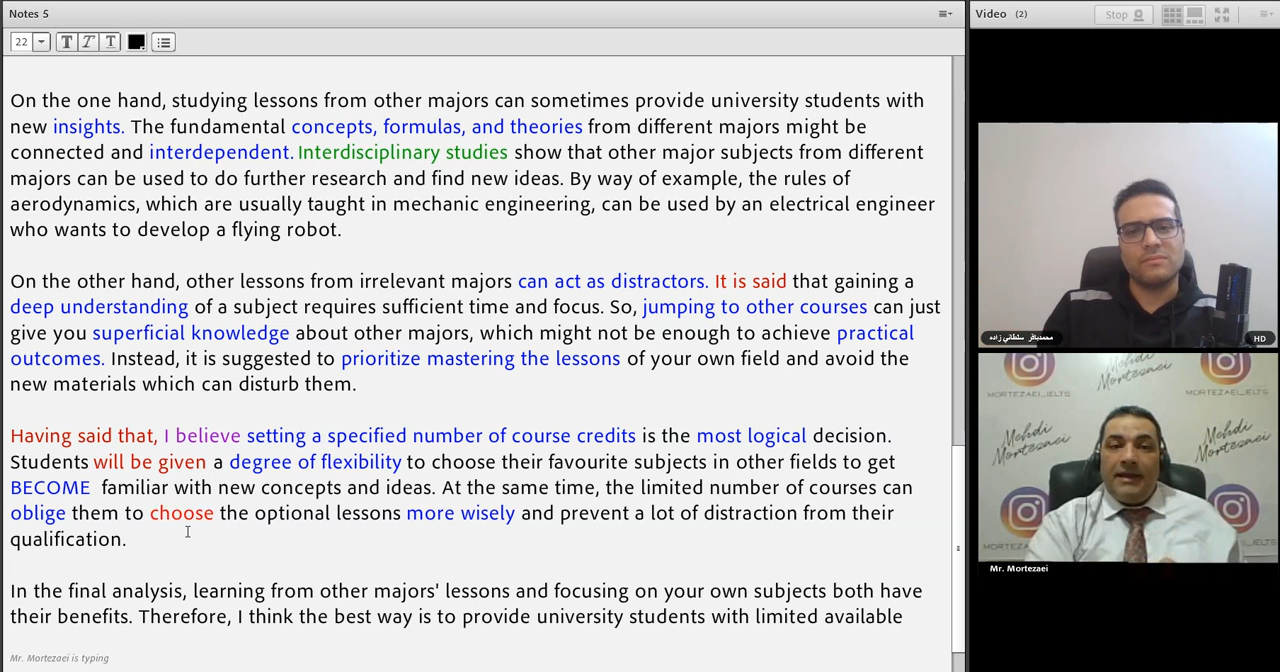 Notes 5
22
T T T
On the one hand, studying lessons from other majors can sometimes provide university students with
new insights. The fundamental concepts, formulas, and theories from different majors might be
connected and interdependent. Interdisciplinary studies show that other major subjects from different
majors can be used to do further research and find new ideas. By way of example, the rules of
aerodynamics, which are usually taught in mechanic engineering, can be used by an electrical engineer
who wants to develop a flying robot.
On the other hand, other lessons from irrelevant majors can act as distractors. It is said that gaining a
deep understanding of a subject requires sufficient time and focus. So, jumping to other courses can just
give you superficial knowledge about other majors, which might not be enough to achieve practical
outcomes. Instead, it is suggested to prioritize mastering the lessons of your own field and avoid the
new materials which can disturb them.
Having said that, I believe setting a specified number of course credits is the most logical decision.
Students will be given a degree of flexibility to choose their favourite subjects in other fields to get
BECOME familiar with new concepts and ideas. At the same time, the limited number of courses can
oblige them to choose the optional lessons more wisely and prevent a lot of distraction from their
qualification.
In the final analysis, learning from other majors' lessons and focusing on your own subjects both have
their benefits. Therefore, I think the best way is to provide university students with limited available
Mr. Mortezaei is typing
Video (2)
Stop
محمدباقر سلطاني زاده
HD
Mehdi Mortezaei
MORTEZAEI_IELTS
MORTEZAEI_IELTS
Mehdi
Mortezaei
Mehdi
Mortezaei
Mr. Mortezaei